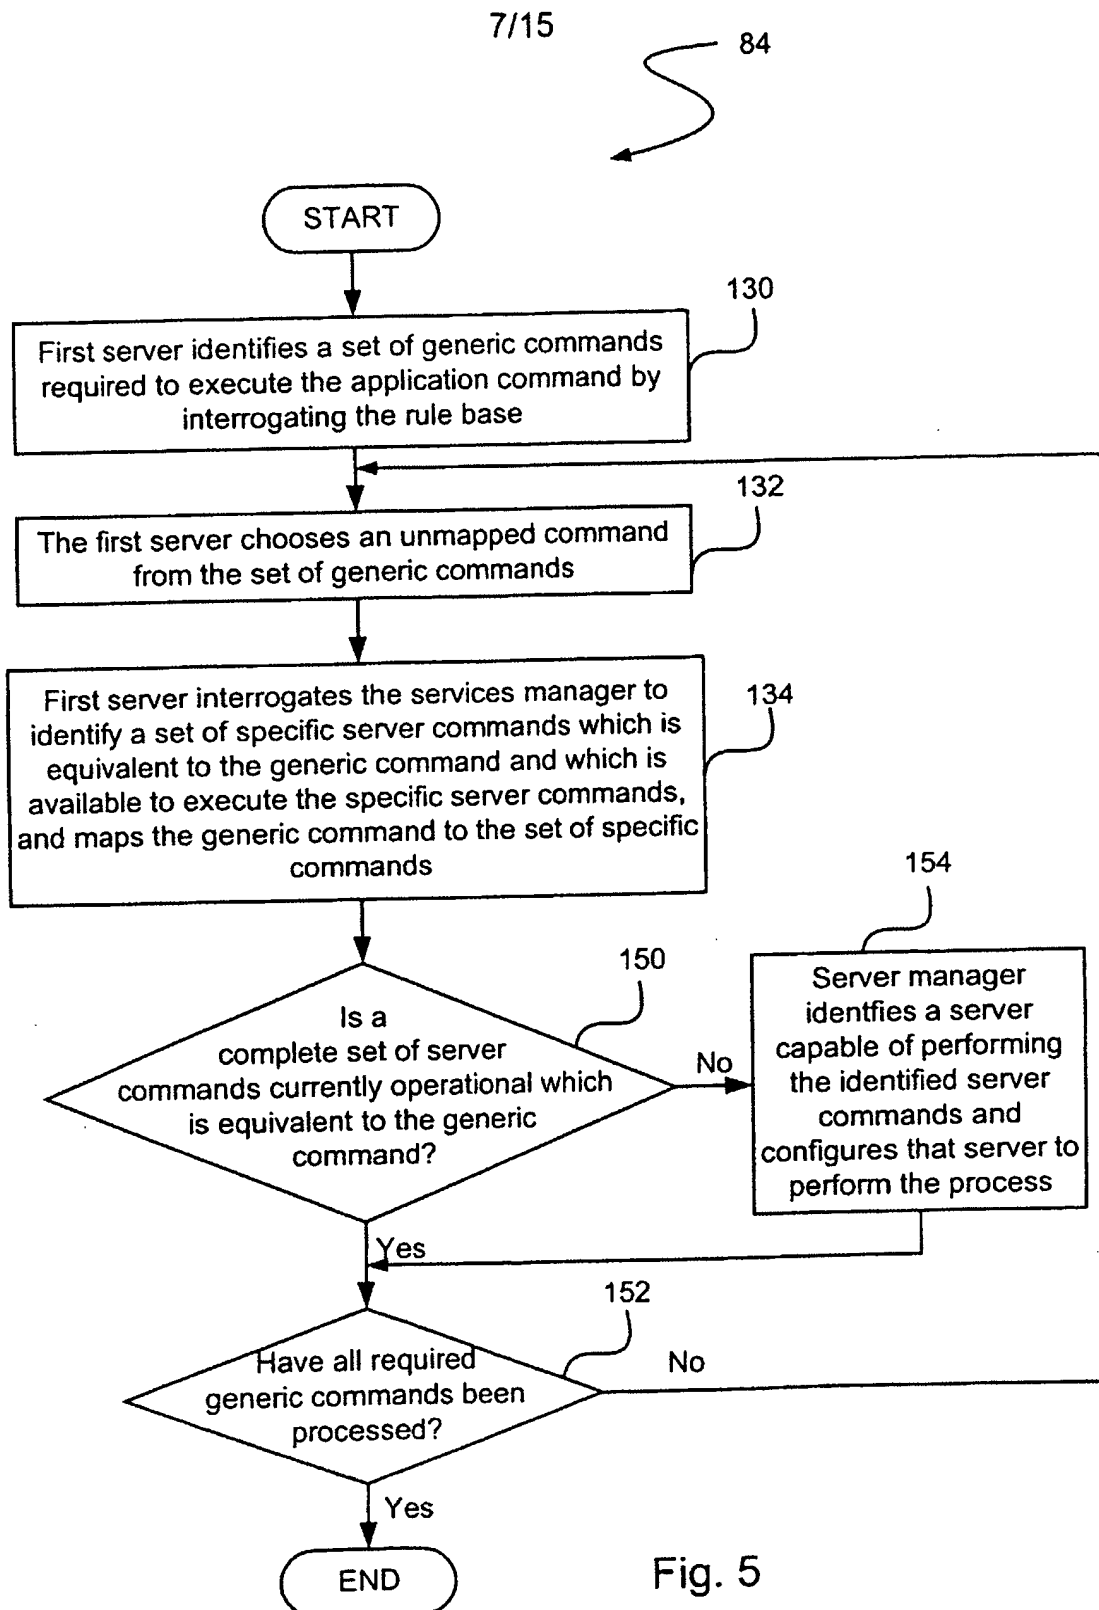 7/15
84
START
130
First server identifies a set of generic commands
required to execute the application command by
interrogating the rule base
132
The first server chooses an unmapped command
from the set of generic commands
134
First server interrogates the services manager to
identify a set of specific server commands which is
equivalent to the generic command and which is
available to execute the specific server commands,
and maps the generic command to the set of specific
commands
150
Is a
complete set of server
commands currently operational which
is equivalent to the generic
command?
No
154
Server manager
identfies a server
capable of performing
the identified server
commands and
configures that server to
perform the process
Yes
152
Have all required
generic commands been
processed?
No
Yes
END
Fig. 5